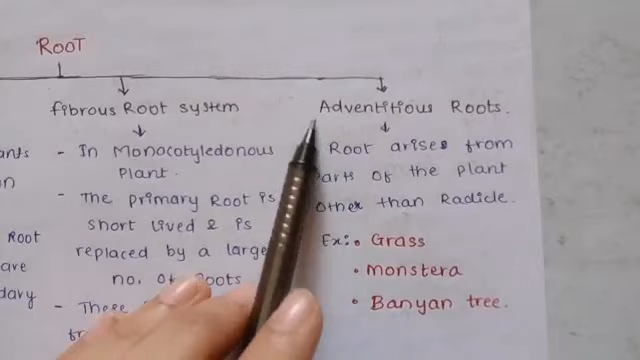 ROOT
fibrous Root system
- In Monocotyledonous
Plant.
- The primary Root is
short lived & is
replaced by a large
no. of Roots
- These
Adventitious Roots.
Root arises from
Parts of the plant
other than Radicle.
Ex:• Grass
• Monstera
• Banyan tree.
Root